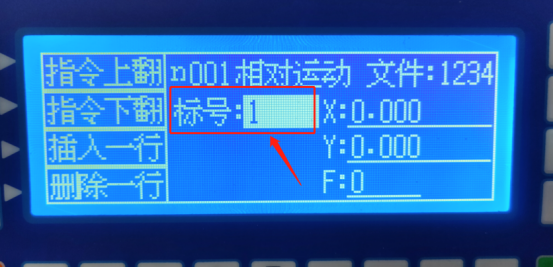 指令上翻 n001相对运动 文件:1234
指令下翻 标号:1 X:0.000
插入一行 Y:0.000
删除一行 F:0